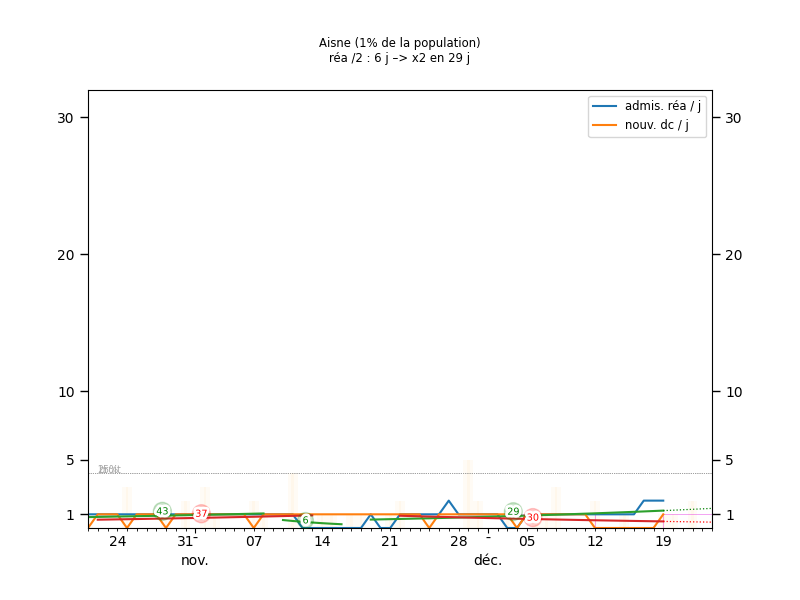 Aisne (1% de la population)
réa /2 : 6 j –> x2 en 29 j
admis. réa / j
nouv. dc / j
30 30
20 20
10 10
5 5
1 1
43 37 6 29 30
24 31 07 14 21 28 05 12 19
nov. déc.